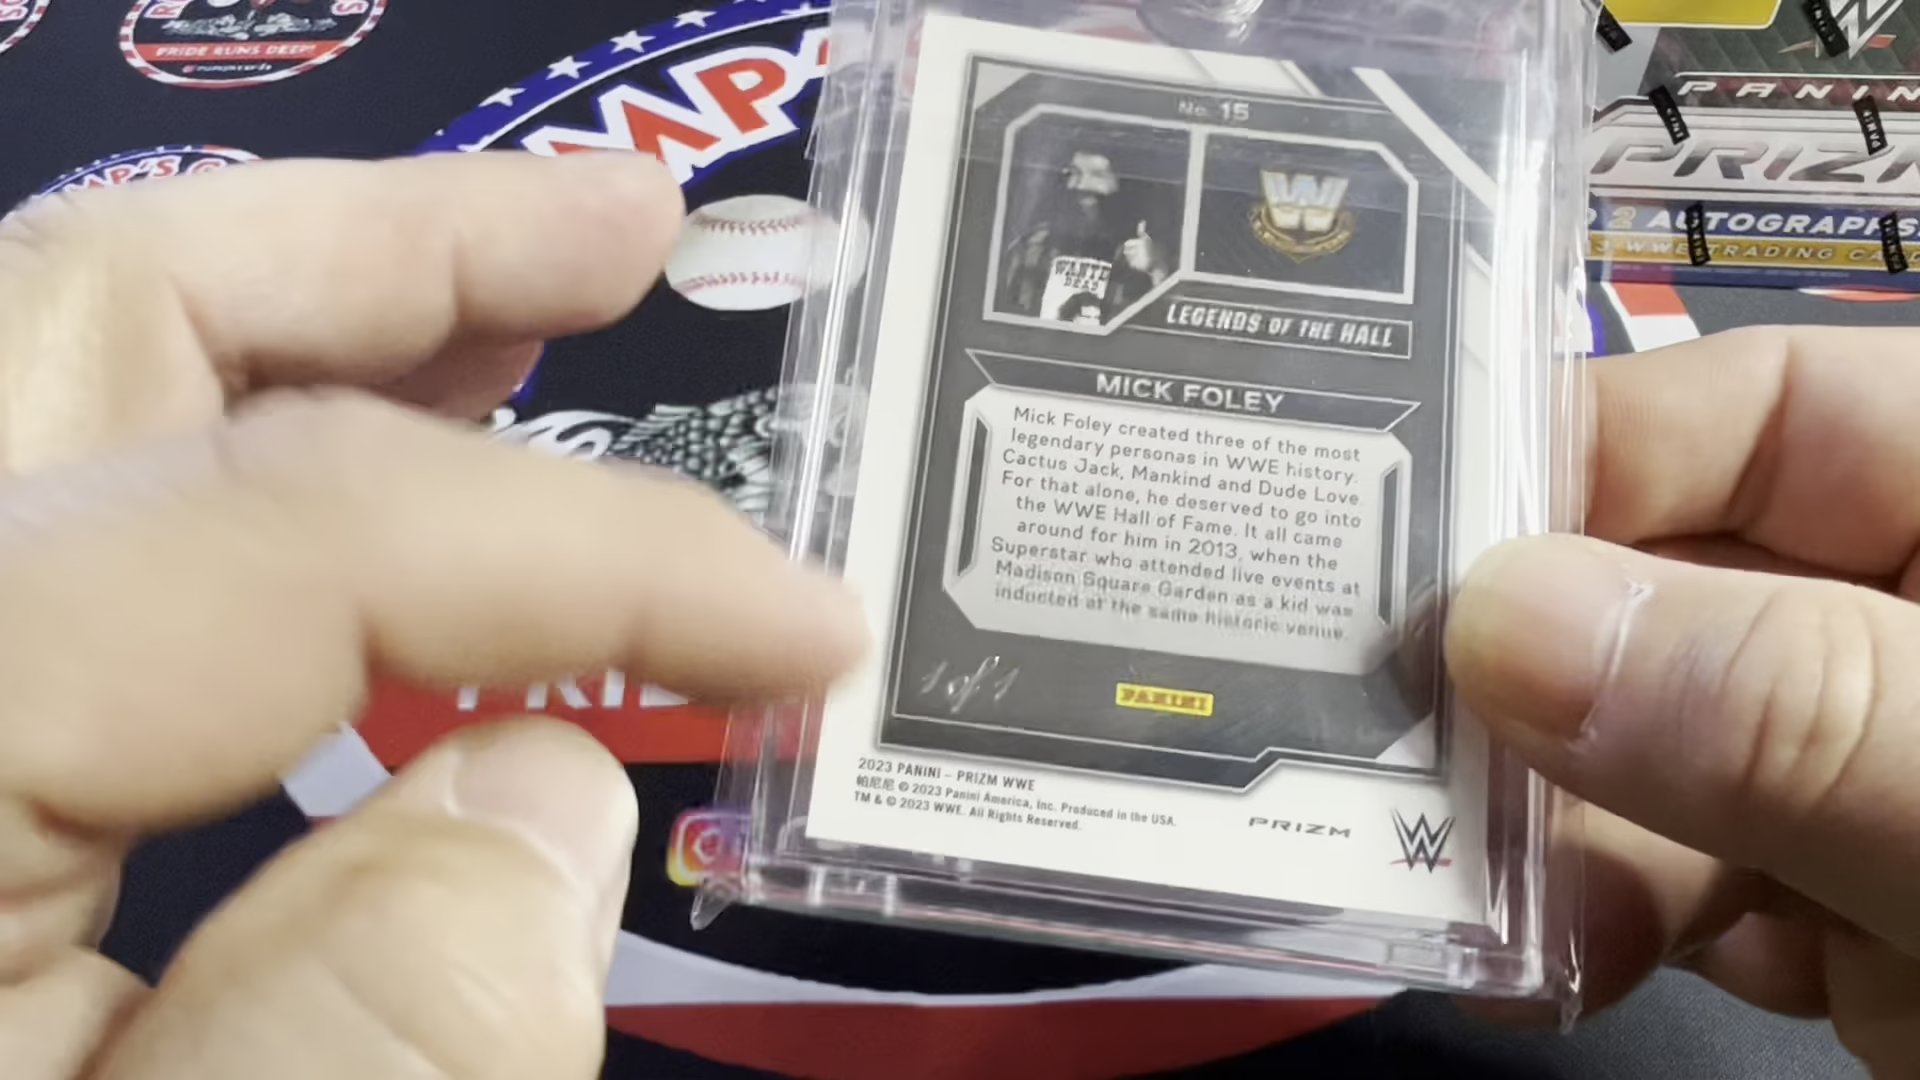 PRIDE RUNS DEEP!
No. 15
WANTED
DEAD
LEGENDS OF THE HALL
MICK FOLEY
Mick Foley created three of the most
legendary personas in WWE history:
Cactus Jack, Mankind and Dude Love.
For that alone, he deserved to go into
the WWE Hall of Fame. It all came
around for him in 2013, when the
Superstar who attended live events at
Madison Square Garden as a kid was
inducted at the same historic venue.
1 of 1
PANINI
2023 PANINI – PRIZM WWE
帕尼尼 © 2023 Panini America, Inc. Produced in the USA.
TM & © 2023 WWE. All Rights Reserved.
PRIZM
W
PANIN
PRIZM
2 AUTOGRAPHS
WWE TRADING CA